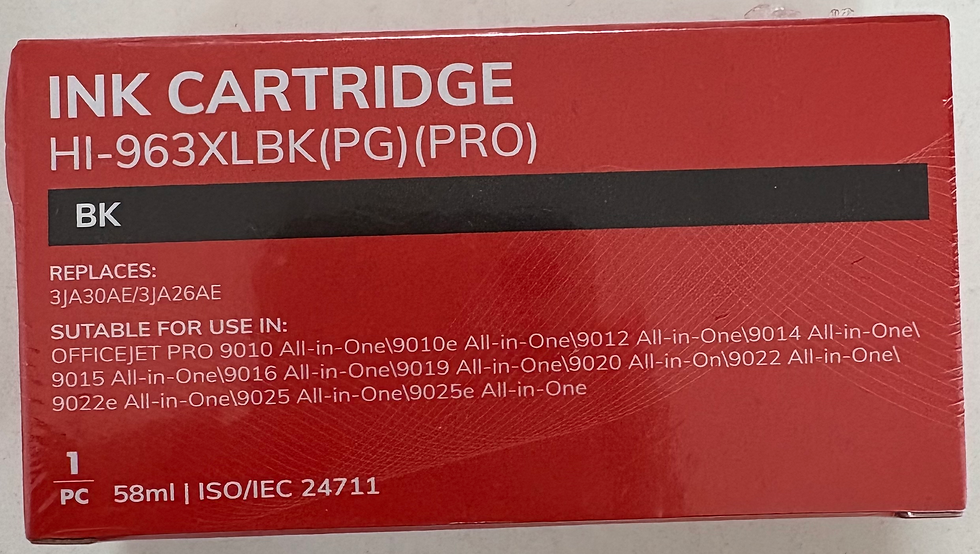 INK CARTRIDGE
HI-963XLBK(PG)(PRO)
BK
REPLACES:
3JA30AE/3JA26AE
SUTABLE FOR USE IN:
OFFICEJET PRO 9010 All-in-One\9010e All-in-One\9012 All-in-One\9014 All-in-One\
9015 All-in-One\9016 All-in-One\9019 All-in-One\9020 All-in-On\9022 All-in-One\
9022e All-in-One\9025 All-in-One\9025e All-in-One
1
PC
58ml | ISO/IEC 24711